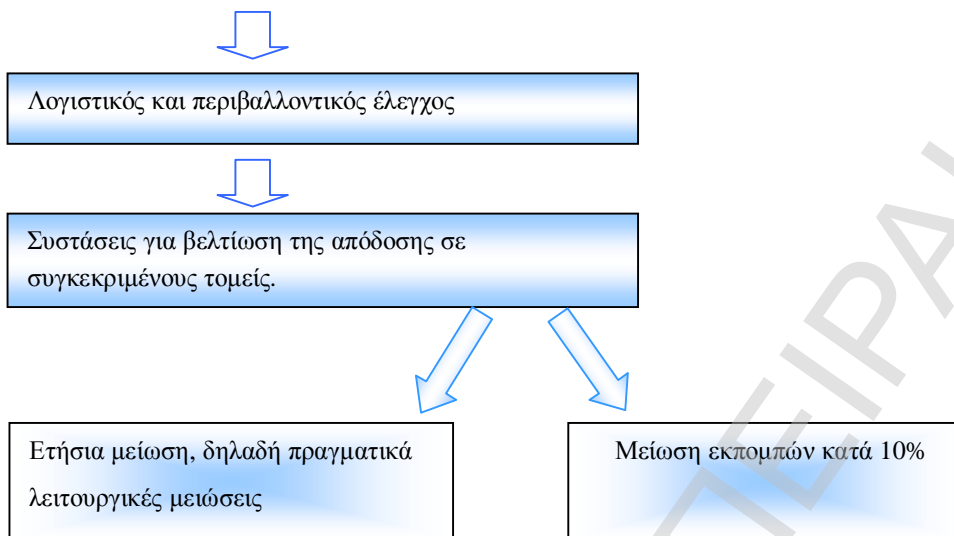 Λογιστικός και περιβαλλοντικός έλεγχος
Συστάσεις για βελτίωση της απόδοσης σε
συγκεκριμένους τομείς.
Ετήσια μείωση, δηλαδή πραγματικά
λειτουργικές μειώσεις
Μείωση εκπομπών κατά 10%